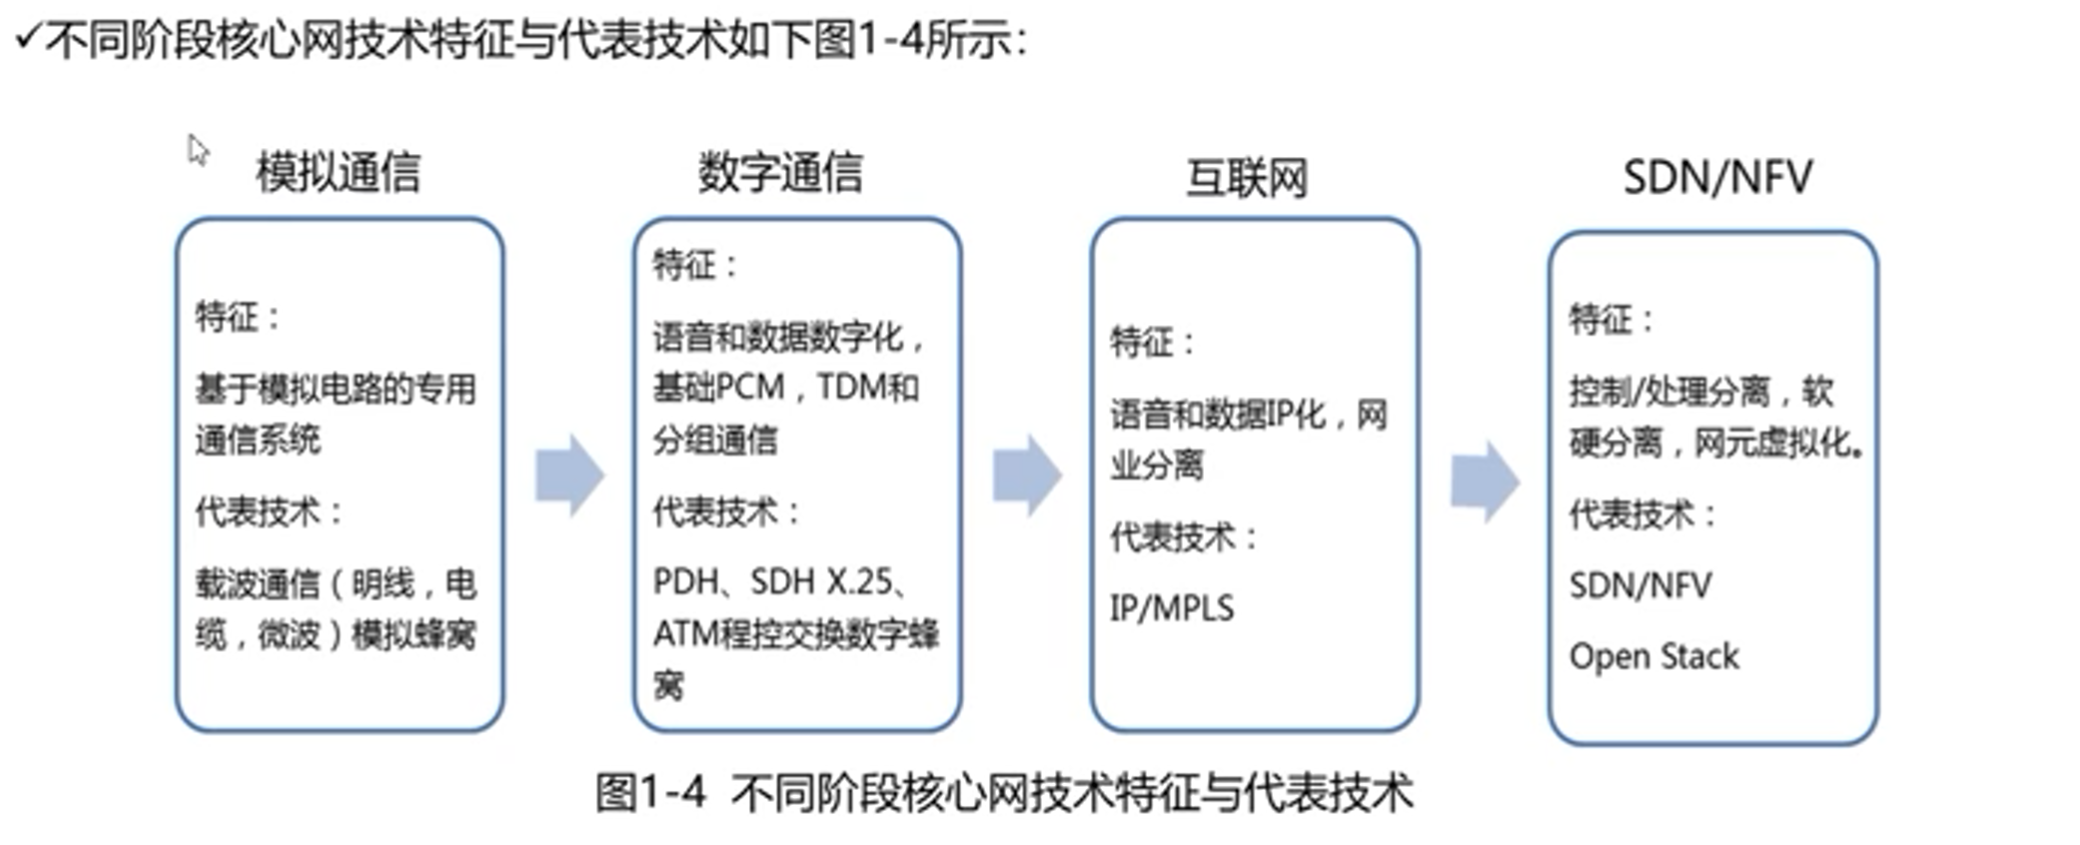 ✓不同阶段核心网技术特征与代表技术如下图1-4所示：
模拟通信
特征：
基于模拟电路的专用
通信系统
代表技术：
载波通信（明线，电
缆，微波）模拟蜂窝
数字通信
特征：
语音和数据数字化，
基础PCM，TDM和
分组通信
代表技术：
PDH、SDH X.25、
ATM程控交换数字蜂
窝
互联网
特征：
语音和数据IP化，网
业分离
代表技术：
IP/MPLS
SDN/NFV
特征：
控制/处理分离，软
硬分离，网元虚拟化。
代表技术：
SDN/NFV
Open Stack
图1-4 不同阶段核心网技术特征与代表技术